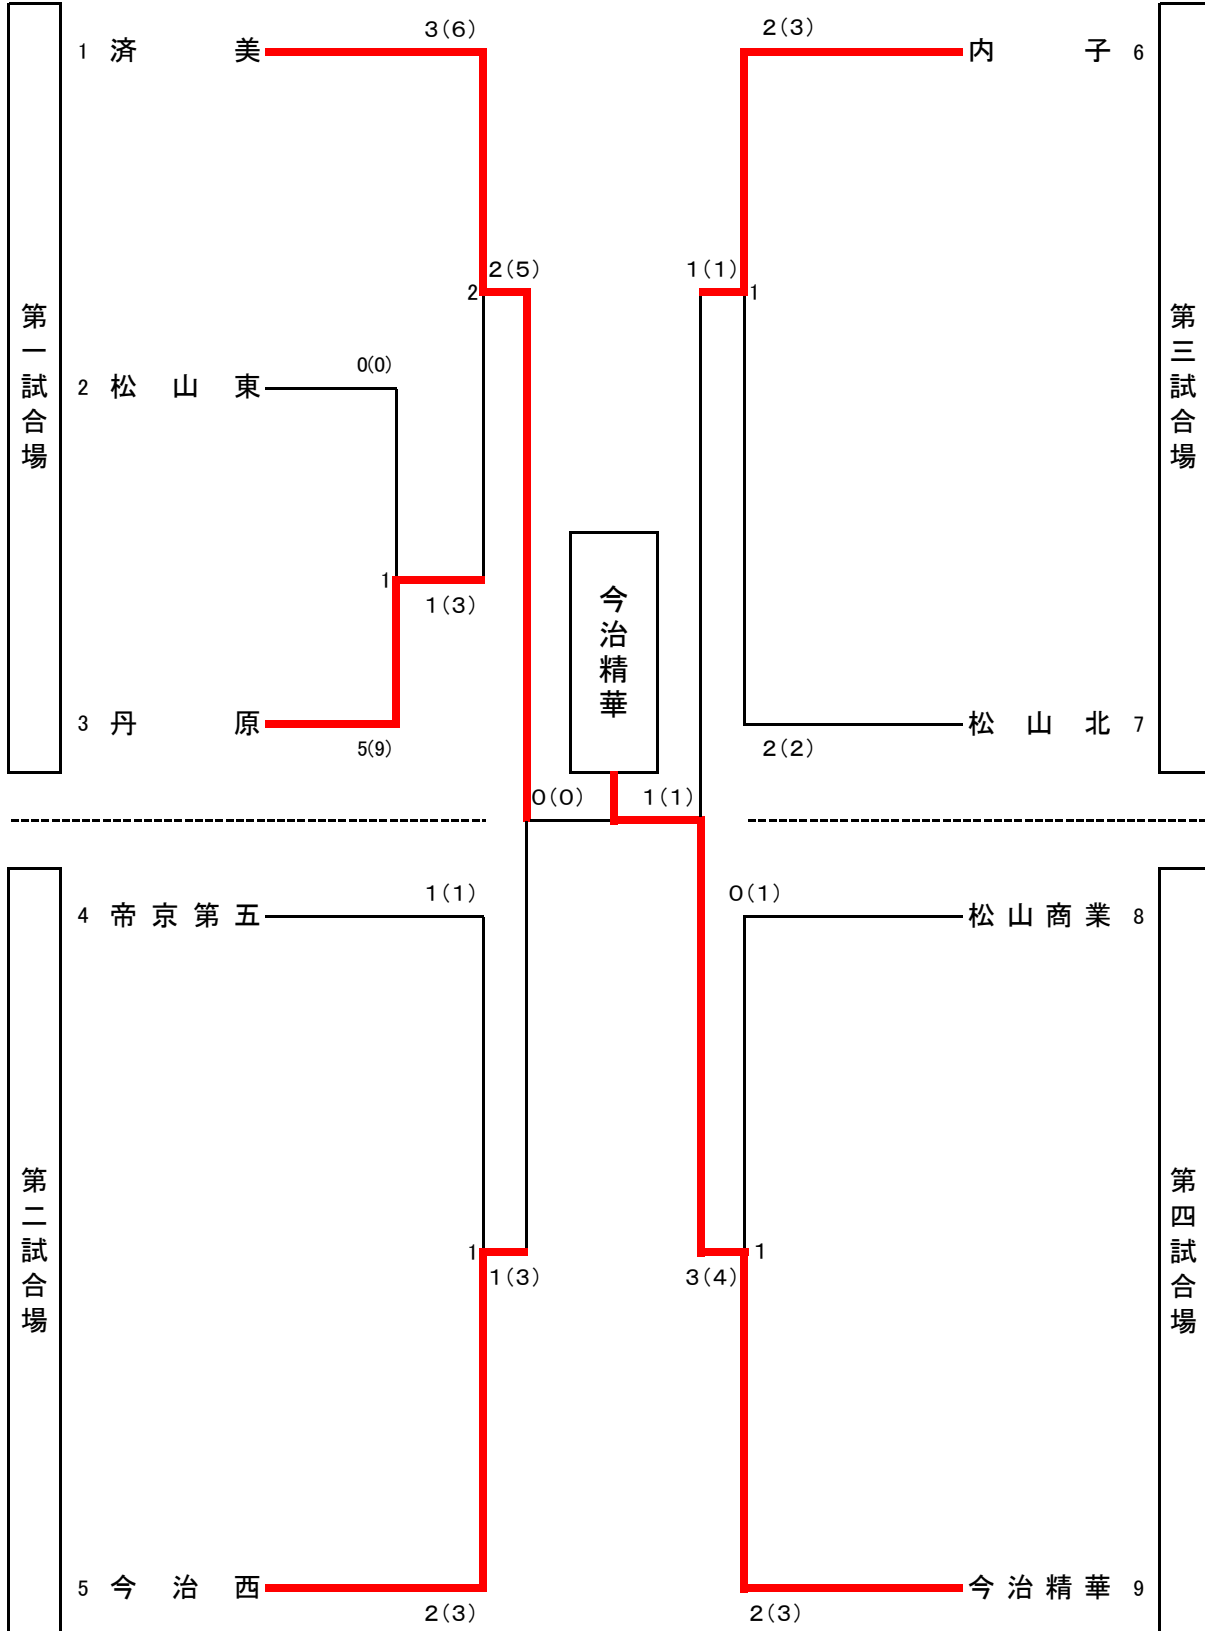 第一試合場
1 済美
3(6)
2(5)
2
2 松山東
0(0)
1
1(3)
3 丹原
5(9)
第二試合場
4 帝京第五
1(1)
1
1(3)
5 今治西
2(3)
今治精華
0(0)
1(1)
第三試合場
2(3)
内子 6
1(1)
1
松山北 7
2(2)
第四試合場
0(1)
松山商業 8
1
3(4)
今治精華 9
2(3)